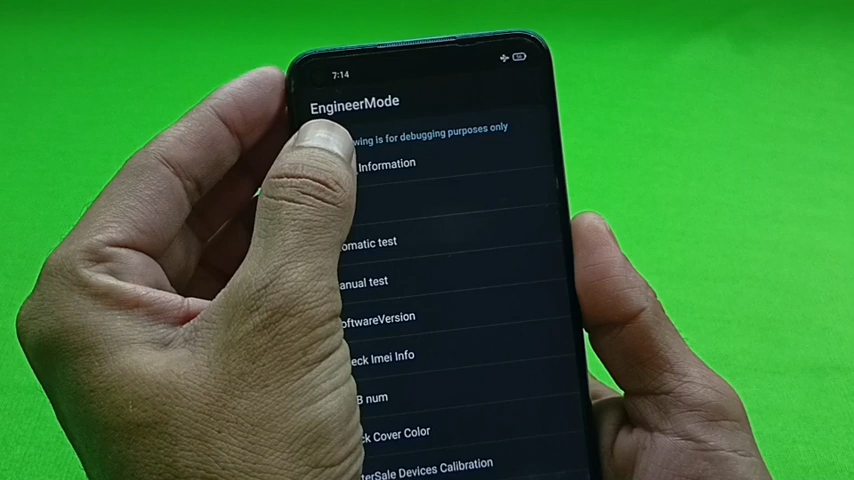 7:14
EngineerMode
wing is for debugging purposes only
Information
omatic test
anual test
oftwareVersion
eck Imei Info
B num
ck Cover Color
terSale Devices Calibration